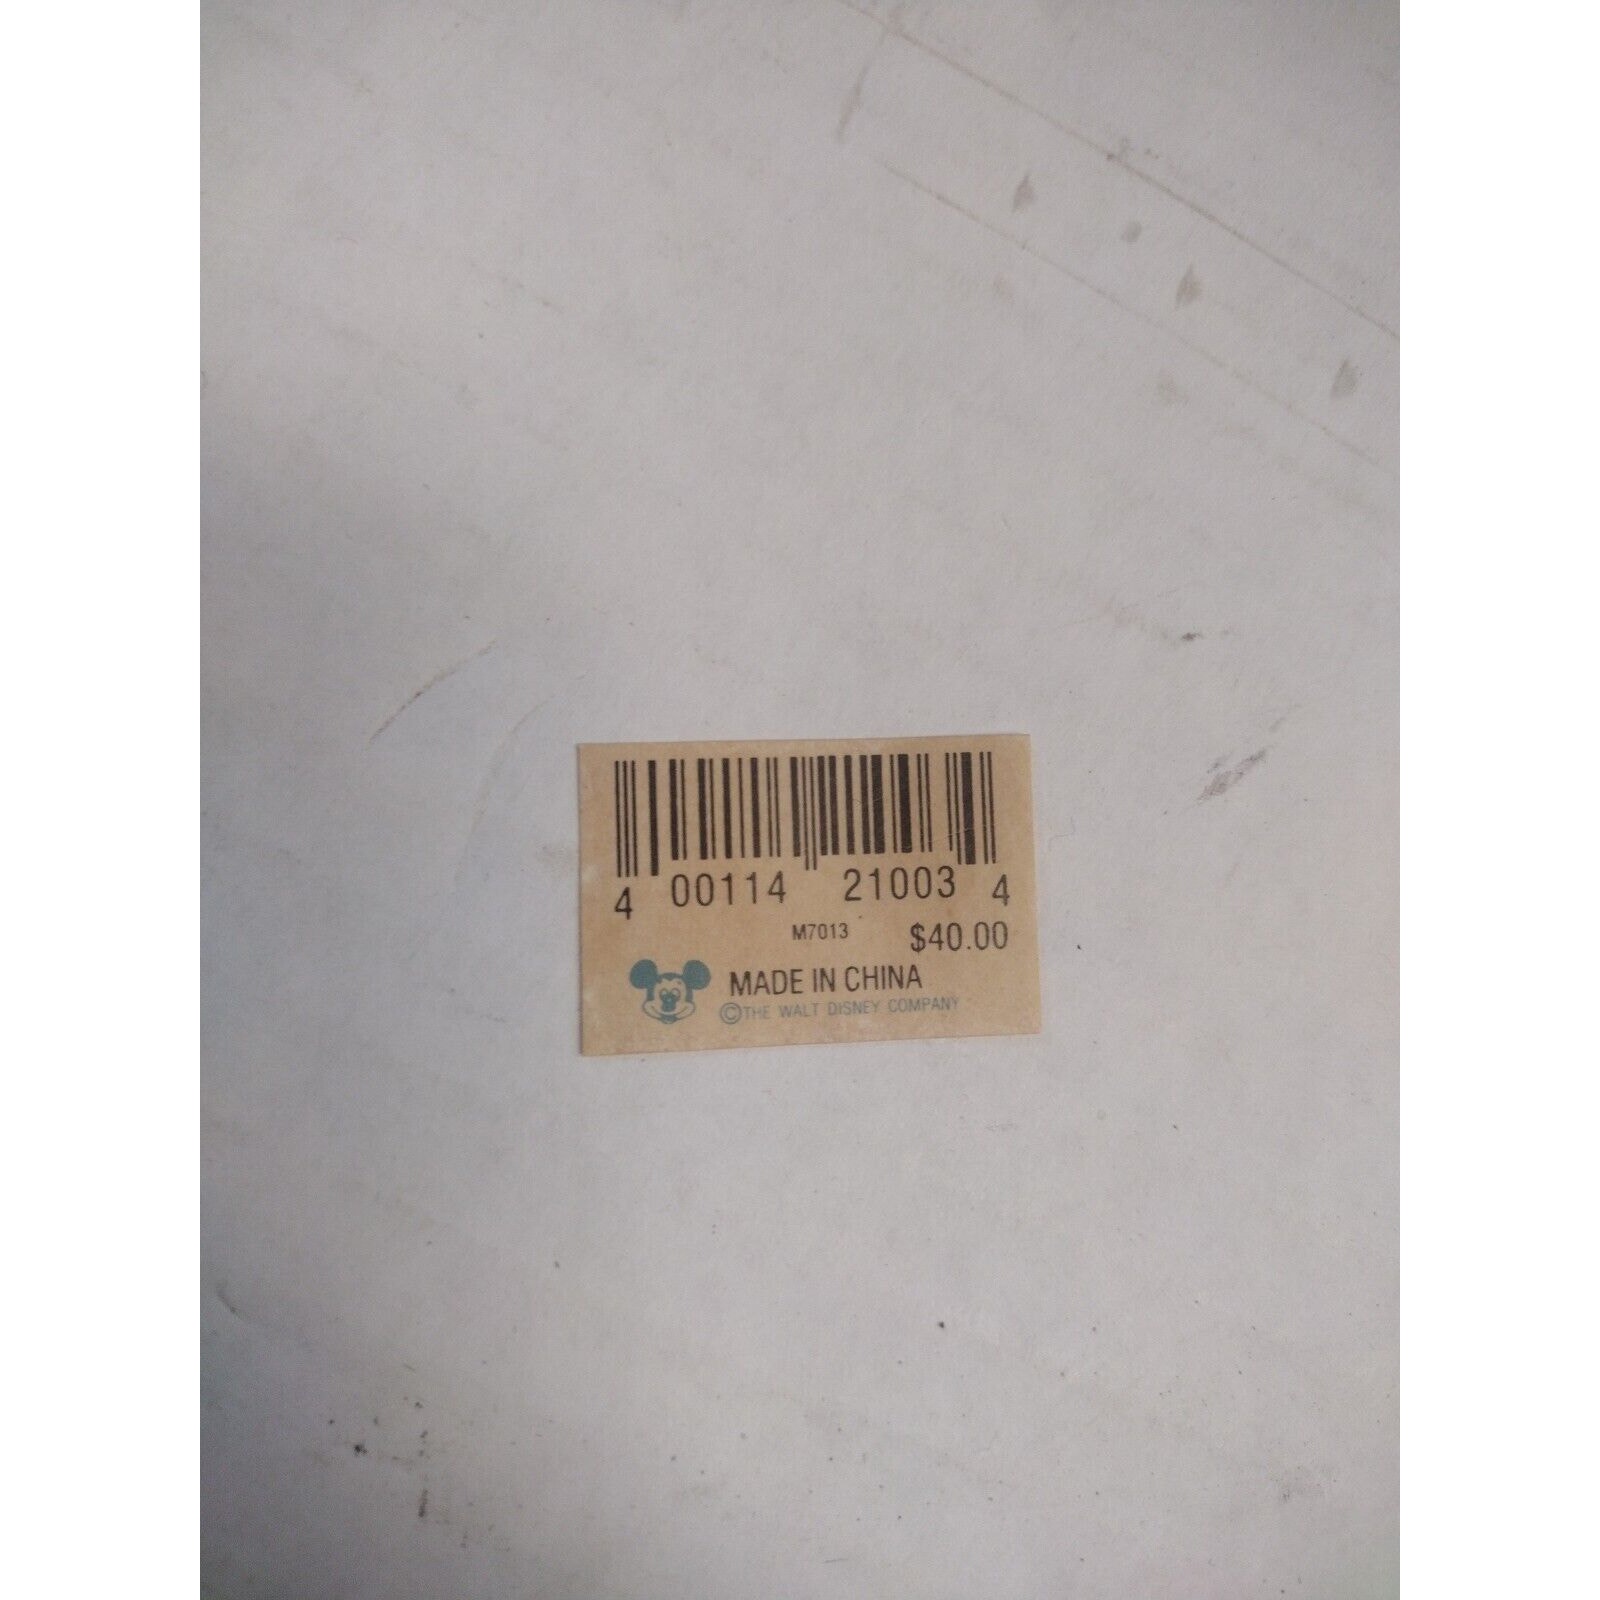 4 00114 21003 4
M7013 $40.00
MADE IN CHINA
©THE WALT DISNEY COMPANY